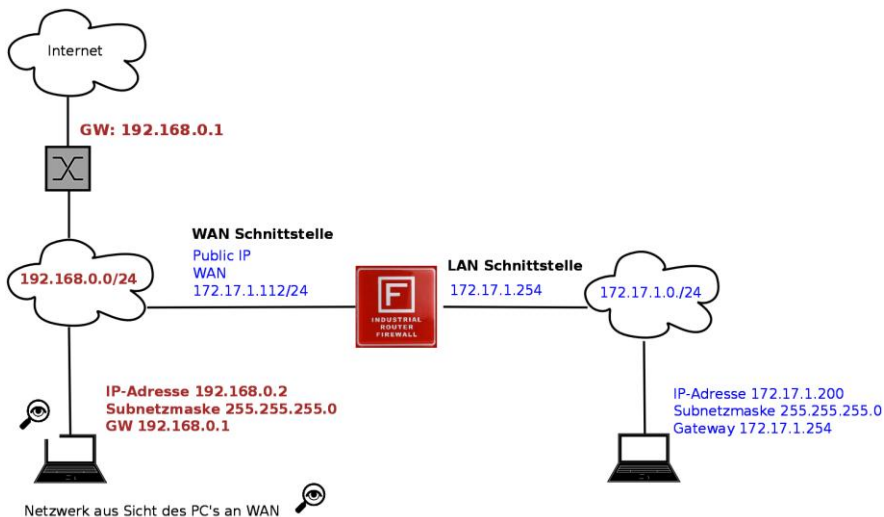 Internet
GW: 192.168.0.1
192.168.0.0/24
WAN Schnittstelle
Public IP
WAN
172.17.1.112/24
F
INDUSTRIAL
ROUTER
FIREWALL
LAN Schnittstelle
172.17.1.254
172.17.1.0./24
IP-Adresse 192.168.0.2
Subnetzmaske 255.255.255.0
GW 192.168.0.1
IP-Adresse 172.17.1.200
Subnetzmaske 255.255.255.0
Gateway 172.17.1.254
Netzwerk aus Sicht des PC's an WAN